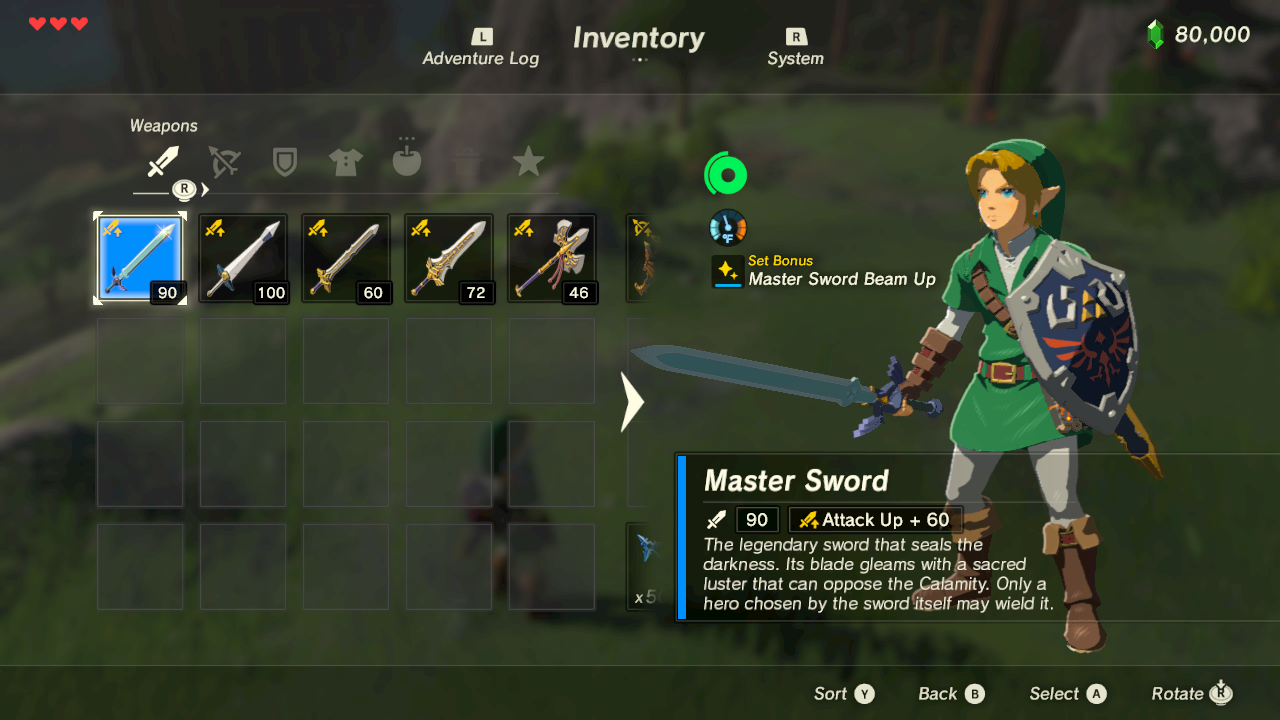 L
Inventory
R
80,000
Adventure Log
System
Weapons
R
°F
Set Bonus
Master Sword Beam Up
90
100
60
72
46
Master Sword
90
Attack Up + 60
The legendary sword that seals the
darkness. Its blade gleams with a sacred
luster that can oppose the Calamity. Only a
hero chosen by the sword itself may wield it.
Sort Y
Back B
Select A
Rotate R